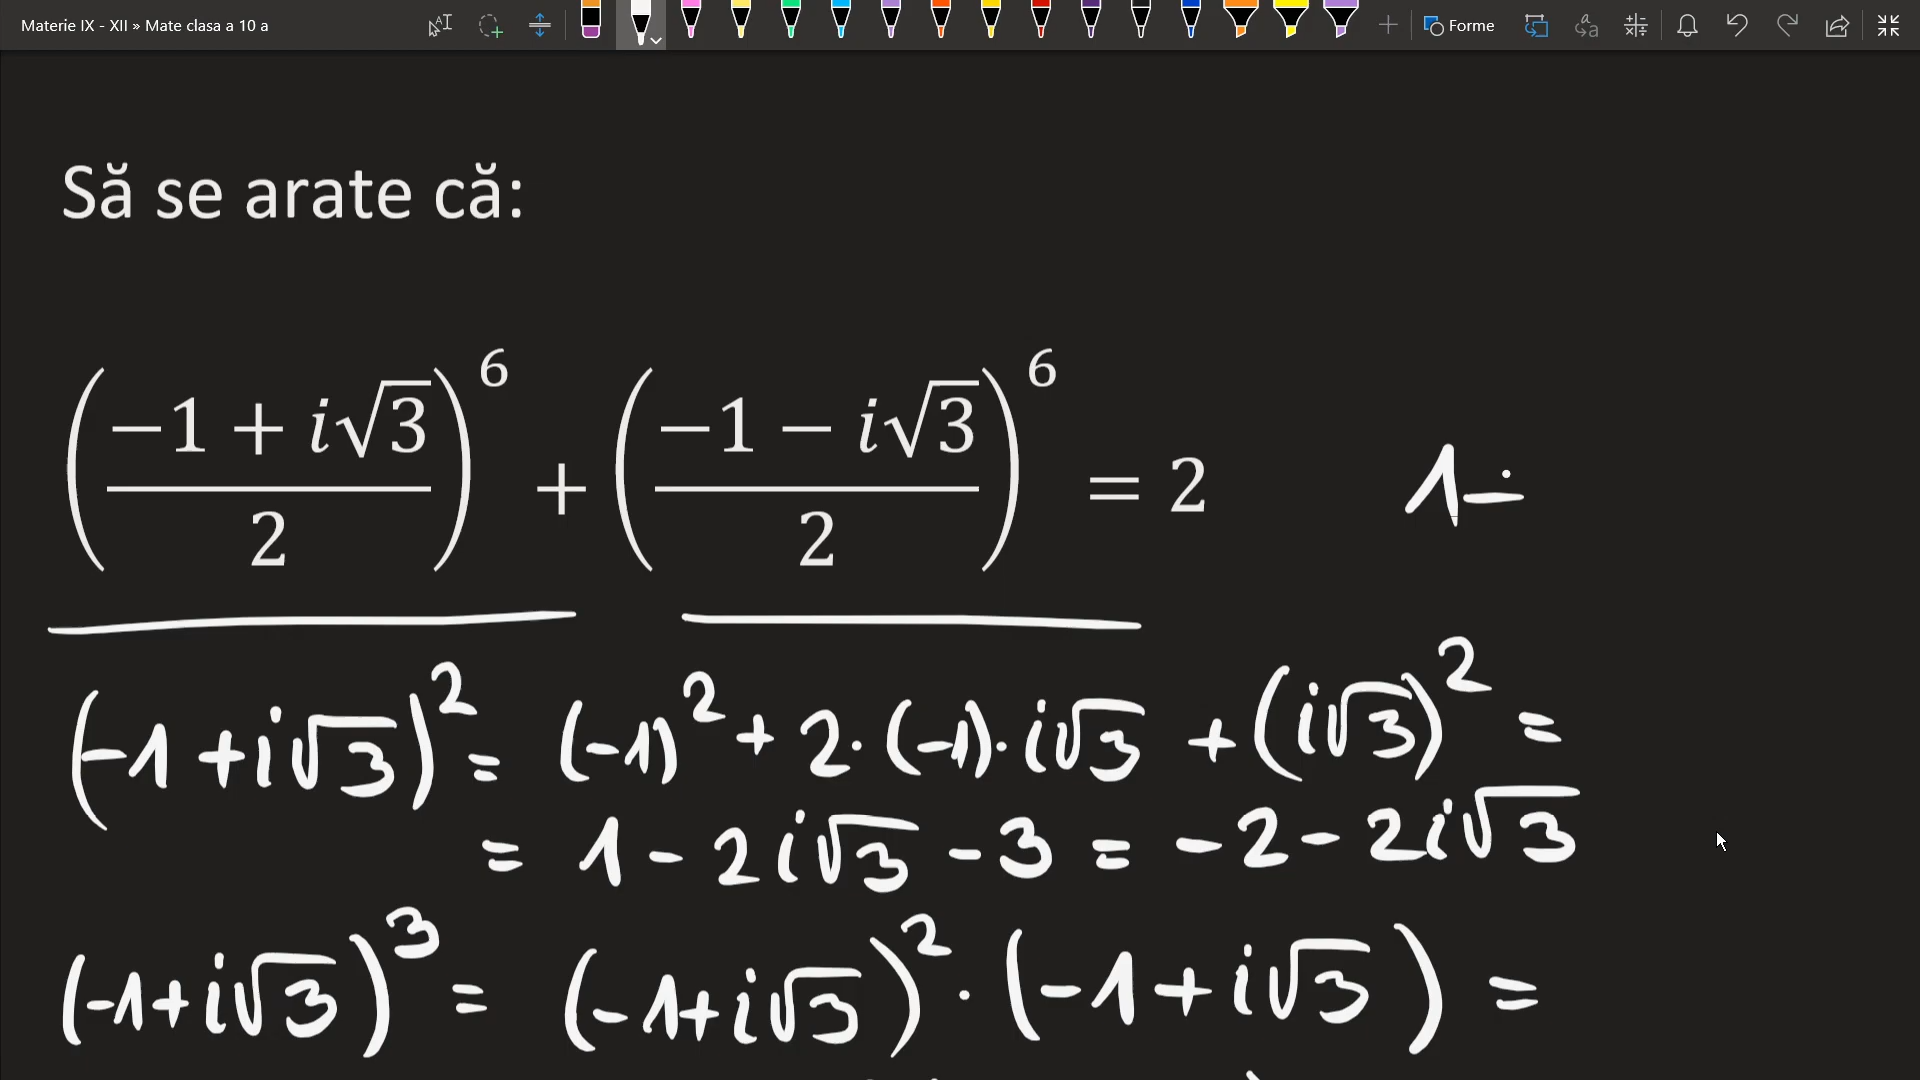 Materie IX - XII » Mate clasa a 10 a
Forme
Să se arate că:
((−1 + i√3)/2)^6 + ((−1 − i√3)/2)^6 = 2
1 −
(-1 + i√3)^2 = (-1)^2 + 2·(-1)·i√3 + (i√3)^2 =
= 1 - 2i√3 - 3 = -2 - 2i√3
(-1+i√3)^3 = (-1+i√3)^2 · (-1+i√3) =